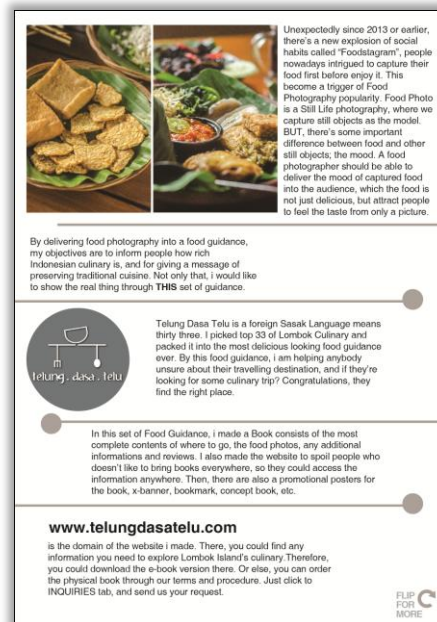 Unexpectedly since 2013 or earlier,
there's a new explosion of social
habits called "Foodstagram", people
nowadays intrigued to capture their
food first before enjoy it. This
become a trigger of Food
Photography popularity. Food Photo
is a Still Life photography, where we
capture still objects as the model.
BUT, there's some important
difference between food and other
still objects; the mood. A food
photographer should be able to
deliver the mood of captured food
into the audience, which the food is
not just delicious, but attract people
to feel the taste from only a picture.
By delivering food photography into a food guidance,
my objectives are to inform people how rich
Indonesian culinary is, and for giving a message of
preserving traditional cuisine. Not only that, i would like
to show the real thing through THIS set of guidance.
telung . dasa . telu
Telung Dasa Telu is a foreign Sasak Language means
thirty three. I picked top 33 of Lombok Culinary and
packed it into the most delicious looking food guidance
ever. By this food guidance, i am helping anybody
unsure about their travelling destination, and if they're
looking for some culinary trip? Congratulations, they
find the right place.
In this set of Food Guidance, i made a Book consists of the most
complete contents of where to go, the food photos, any additional
informations and reviews. I also made the website to spoil people who
doesn't like to bring books everywhere, so they could access the
information anywhere. Then, there are also a promotional posters for
the book, x-banner, bookmark, concept book, etc.
www.telungdasatelu.com
is the domain of the website i made. There, you could find any
information you need to explore Lombok Island's culinary.Therefore,
you could download the e-book version there. Or else, you can order
the physical book through our terms and procedure. Just click to
INQUIRIES tab, and send us your request.
FLIP
FOR
MORE